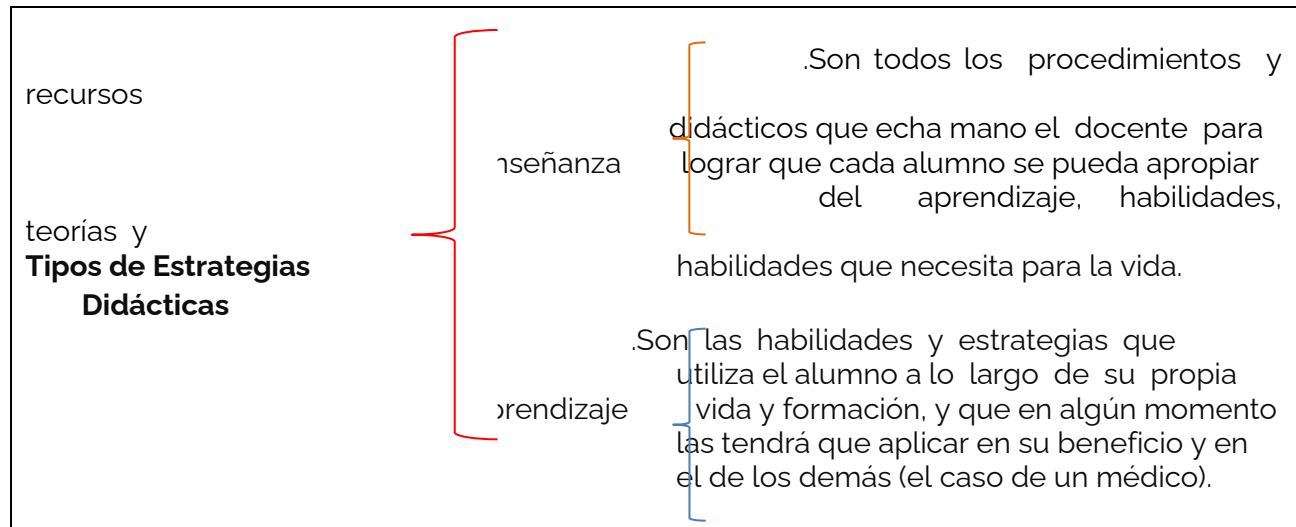 .Son todos los procedimientos y
recursos
didácticos que echa mano el docente para
nseñanza lograr que cada alumno se pueda apropiar
del aprendizaje, habilidades,
teorías y
Tipos de Estrategias habilidades que necesita para la vida.
Didácticas
.Son las habilidades y estrategias que
utiliza el alumno a lo largo de su propia
prendizaje vida y formación, y que en algún momento
las tendrá que aplicar en su beneficio y en
el de los demás (el caso de un médico).